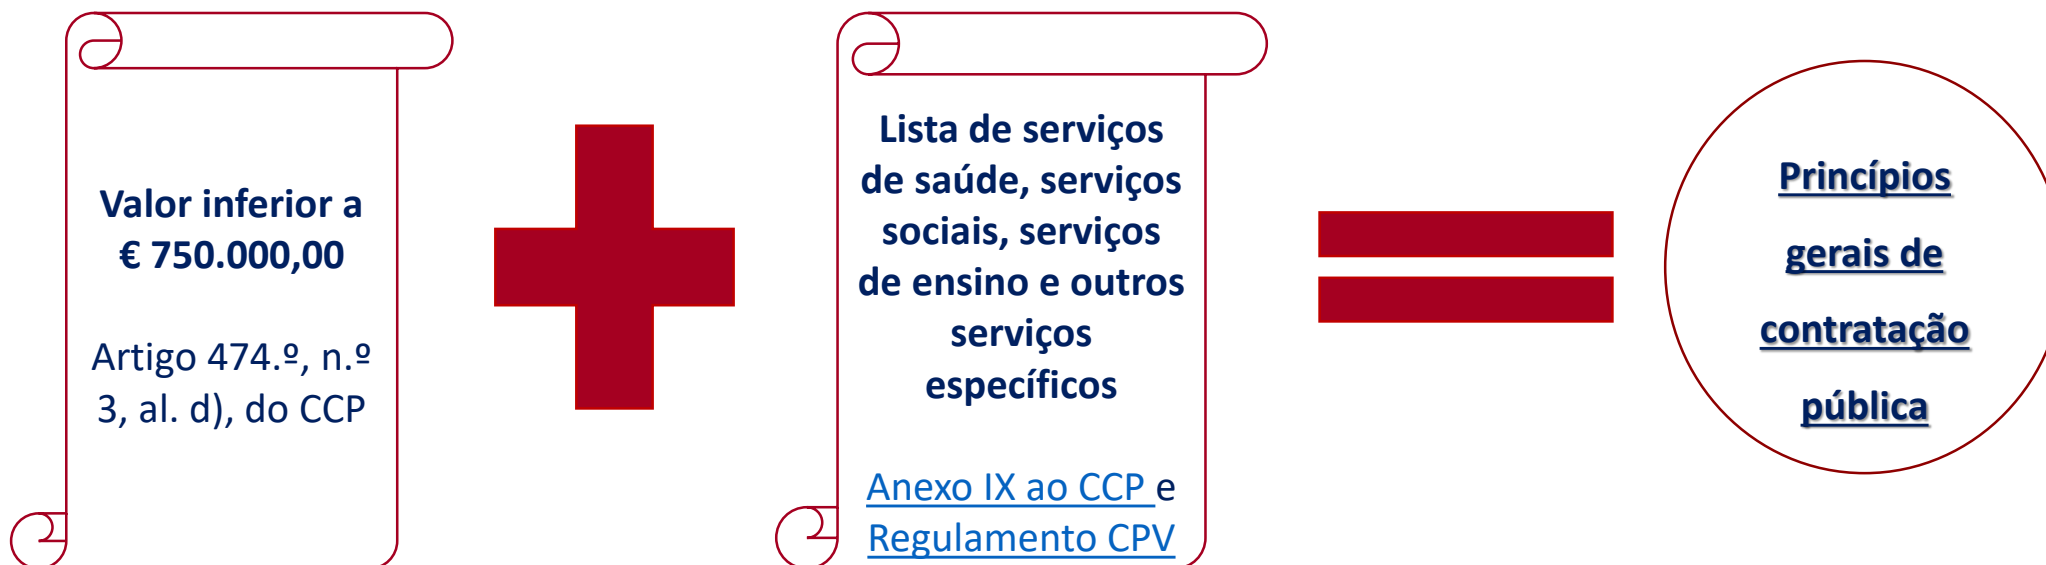 Valor inferior a
€ 750.000,00
Artigo 474.º, n.º
3, al. d), do CCP
Lista de serviços
de saúde, serviços
sociais, serviços
de ensino e outros
serviços
específicos
Anexo IX ao CCP e
Regulamento CPV
Princípios
gerais de
contratação
pública